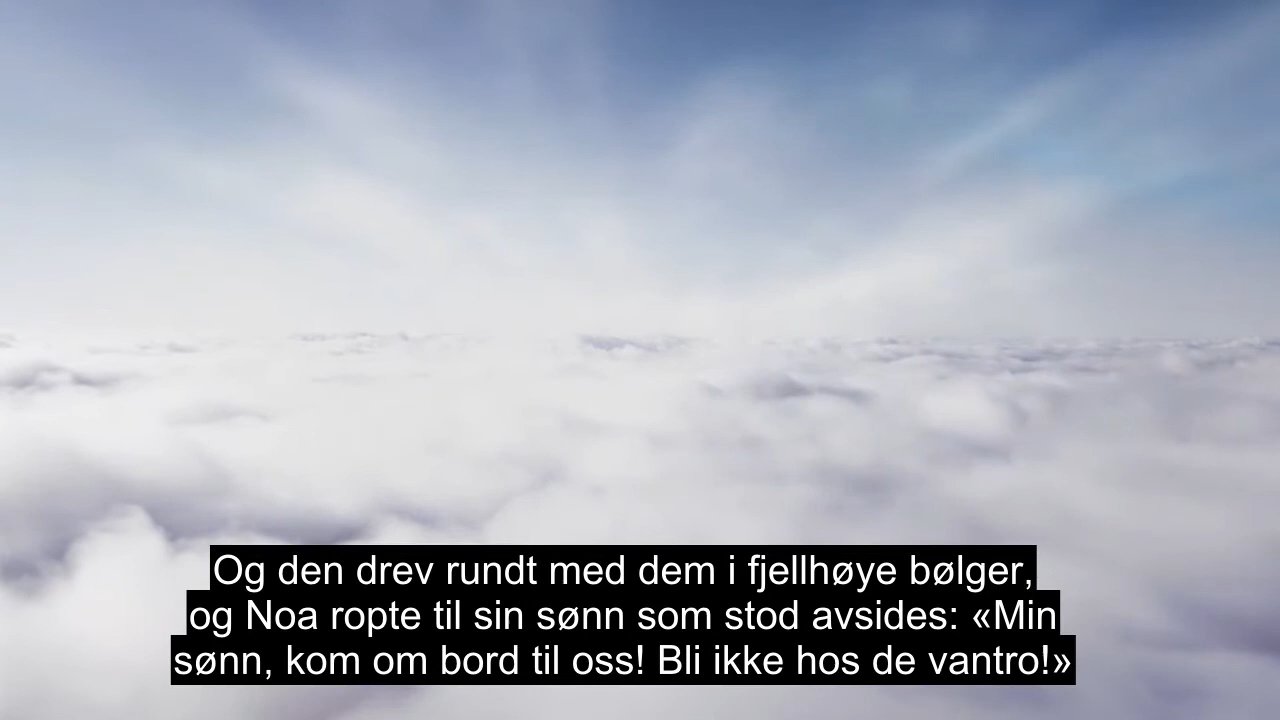 Og den drev rundt med dem i fjellhøye bølger,
og Noa ropte til sin sønn som stod avsides: «Min
sønn, kom om bord til oss! Bli ikke hos de vantro!»